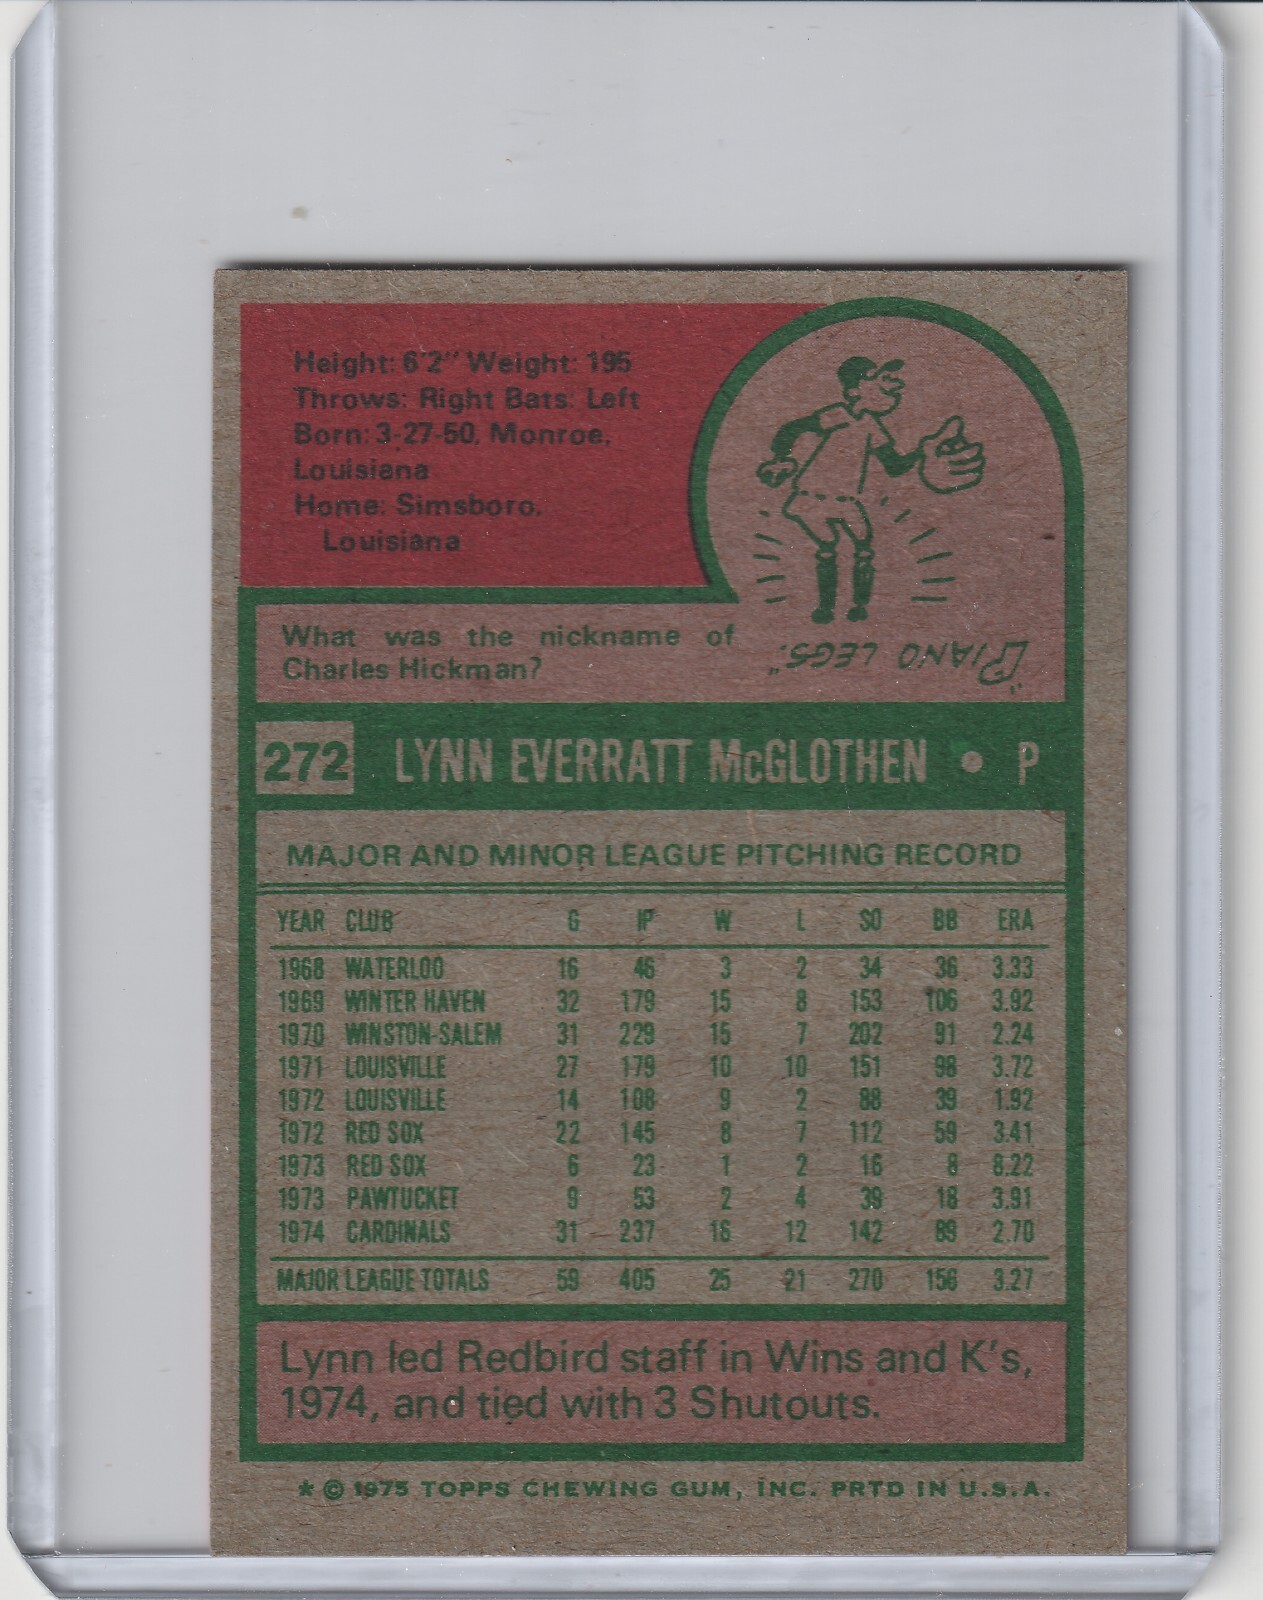 Height: 6'2" Weight: 195
Throws: Right Bats: Left
Born: 3-27-50, Monroe,
Louisiana
Home: Simsboro,
Louisiana
What was the nickname of
Charles Hickman?
"PIANO LEGS."
272 LYNN EVERRATT McGLOTHEN • P
MAJOR AND MINOR LEAGUE PITCHING RECORD
YEAR CLUB G IP W L SO BB ERA
1968 WATERLOO 16 46 3 2 34 36 3.33
1969 WINTER HAVEN 32 179 15 8 153 106 3.92
1970 WINSTON-SALEM 31 229 15 7 202 91 2.24
1971 LOUISVILLE 27 179 10 10 151 98 3.72
1972 LOUISVILLE 14 108 9 2 88 39 1.92
1972 RED SOX 22 145 8 7 112 59 3.41
1973 RED SOX 6 23 1 2 16 8 8.22
1973 PAWTUCKET 9 53 2 4 39 18 3.91
1974 CARDINALS 31 237 16 12 142 89 2.70
MAJOR LEAGUE TOTALS 59 405 25 21 270 156 3.27
Lynn led Redbird staff in Wins and K's,
1974, and tied with 3 Shutouts.
* © 1975 TOPPS CHEWING GUM, INC. PRTD IN U.S.A.